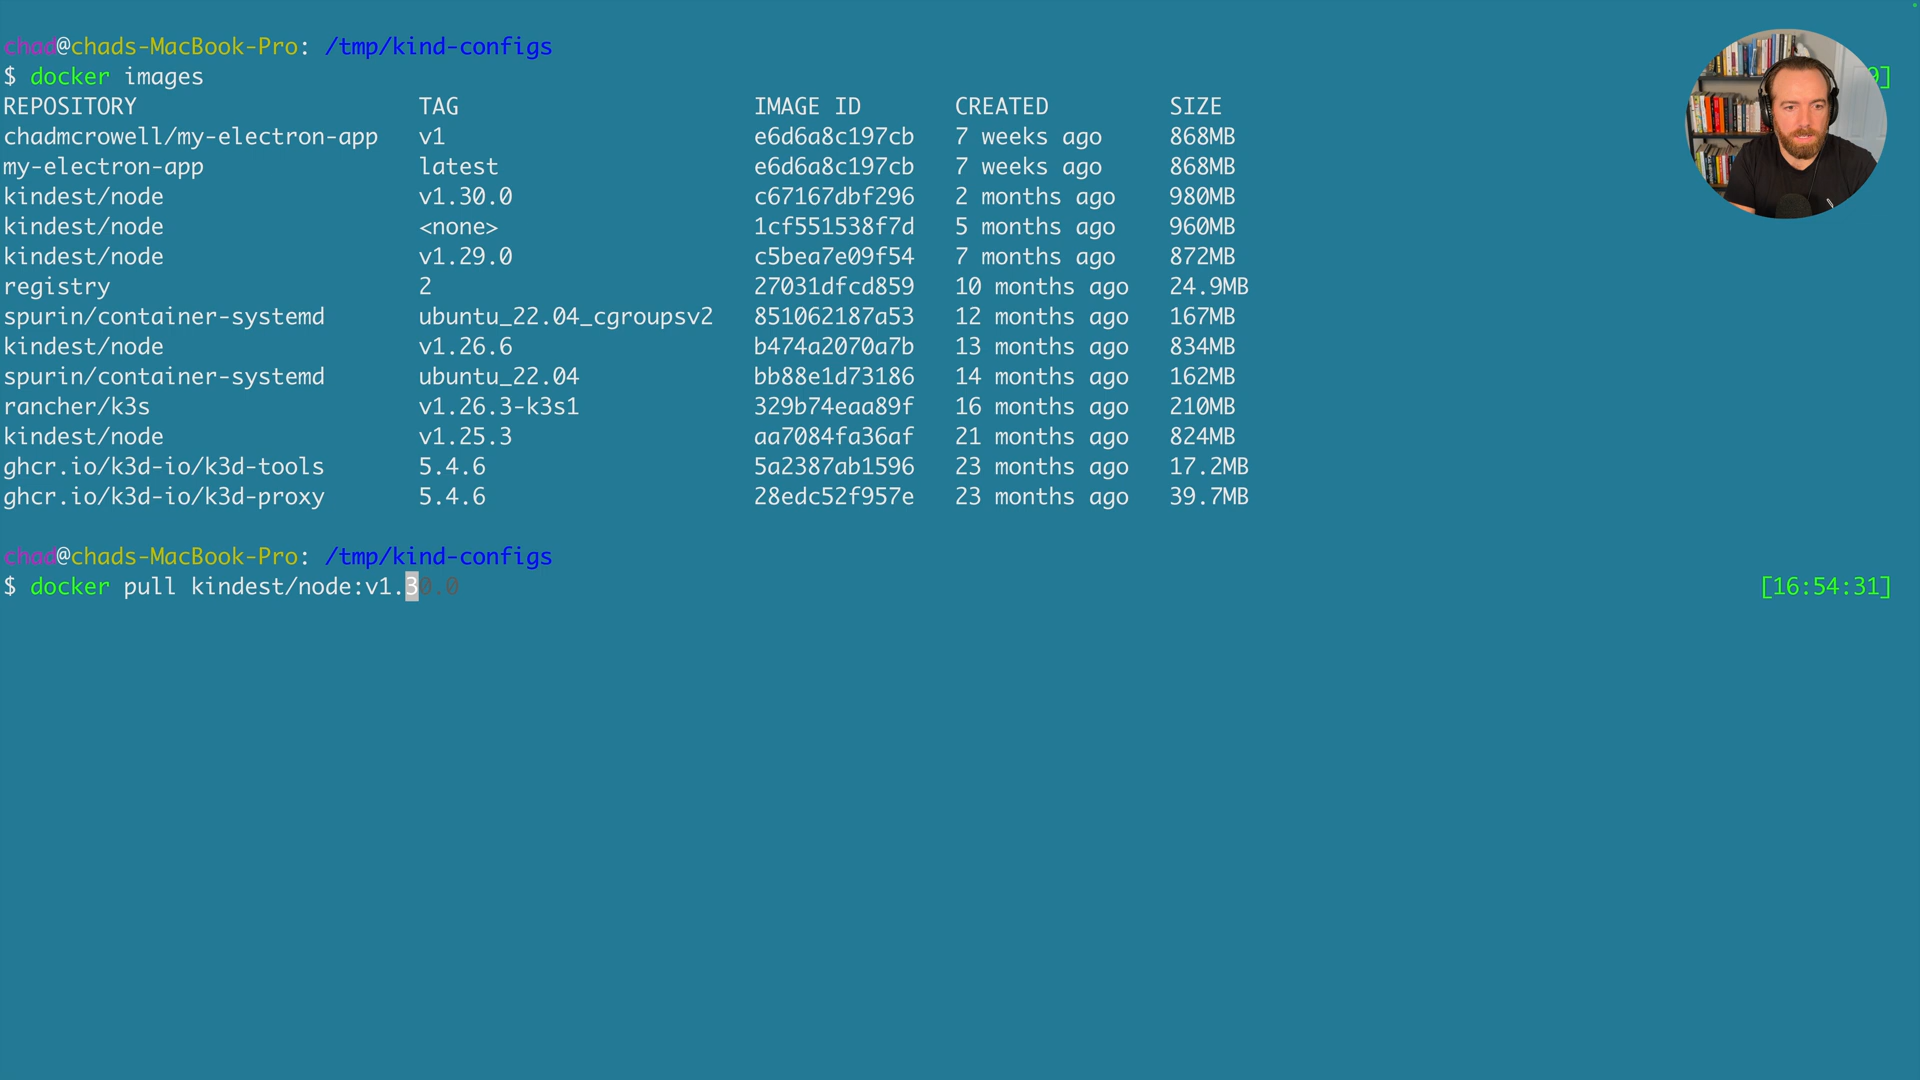 chad@chads-MacBook-Pro: /tmp/kind-configs
$ docker images 9]
REPOSITORY TAG IMAGE ID CREATED SIZE
chadmcrowell/my-electron-app v1 e6d6a8c197cb 7 weeks ago 868MB
my-electron-app latest e6d6a8c197cb 7 weeks ago 868MB
kindest/node v1.30.0 c67167dbf296 2 months ago 980MB
kindest/node <none> 1cf551538f7d 5 months ago 960MB
kindest/node v1.29.0 c5bea7e09f54 7 months ago 872MB
registry 2 27031dfcd859 10 months ago 24.9MB
spurin/container-systemd ubuntu_22.04_cgroupsv2 851062187a53 12 months ago 167MB
kindest/node v1.26.6 b474a2070a7b 13 months ago 834MB
spurin/container-systemd ubuntu_22.04 bb88e1d73186 14 months ago 162MB
rancher/k3s v1.26.3-k3s1 329b74eaa89f 16 months ago 210MB
kindest/node v1.25.3 aa7084fa36af 21 months ago 824MB
ghcr.io/k3d-io/k3d-tools 5.4.6 5a2387ab1596 23 months ago 17.2MB
ghcr.io/k3d-io/k3d-proxy 5.4.6 28edc52f957e 23 months ago 39.7MB
chad@chads-MacBook-Pro: /tmp/kind-configs
$ docker pull kindest/node:v1.30.0 [16:54:31]